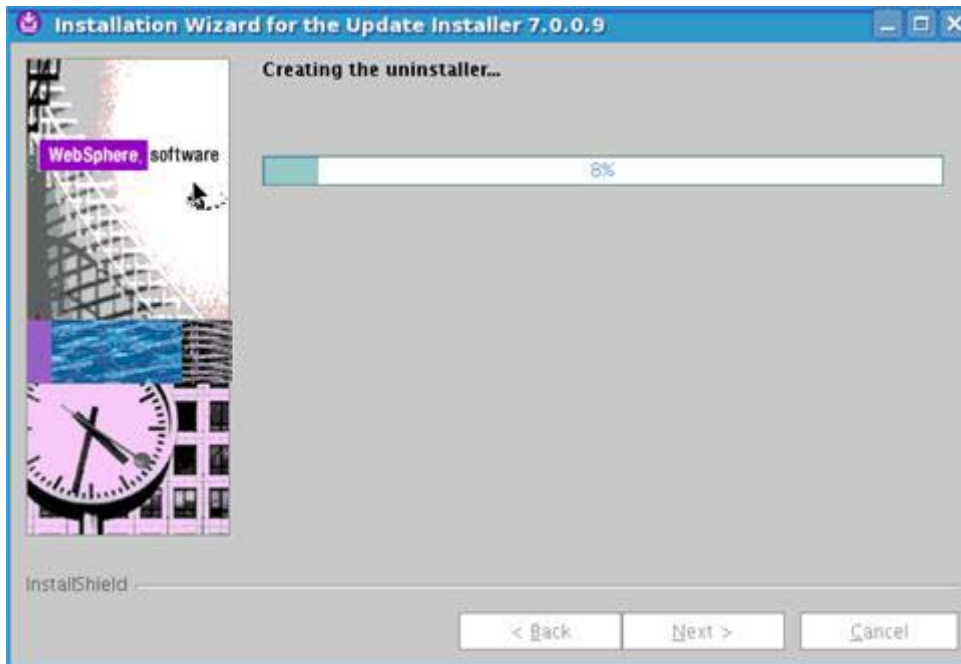 Installation Wizard for the Update Installer 7.0.0.9
Creating the uninstaller...
WebSphere. software
8%
InstallShield
< Back
Next >
Cancel